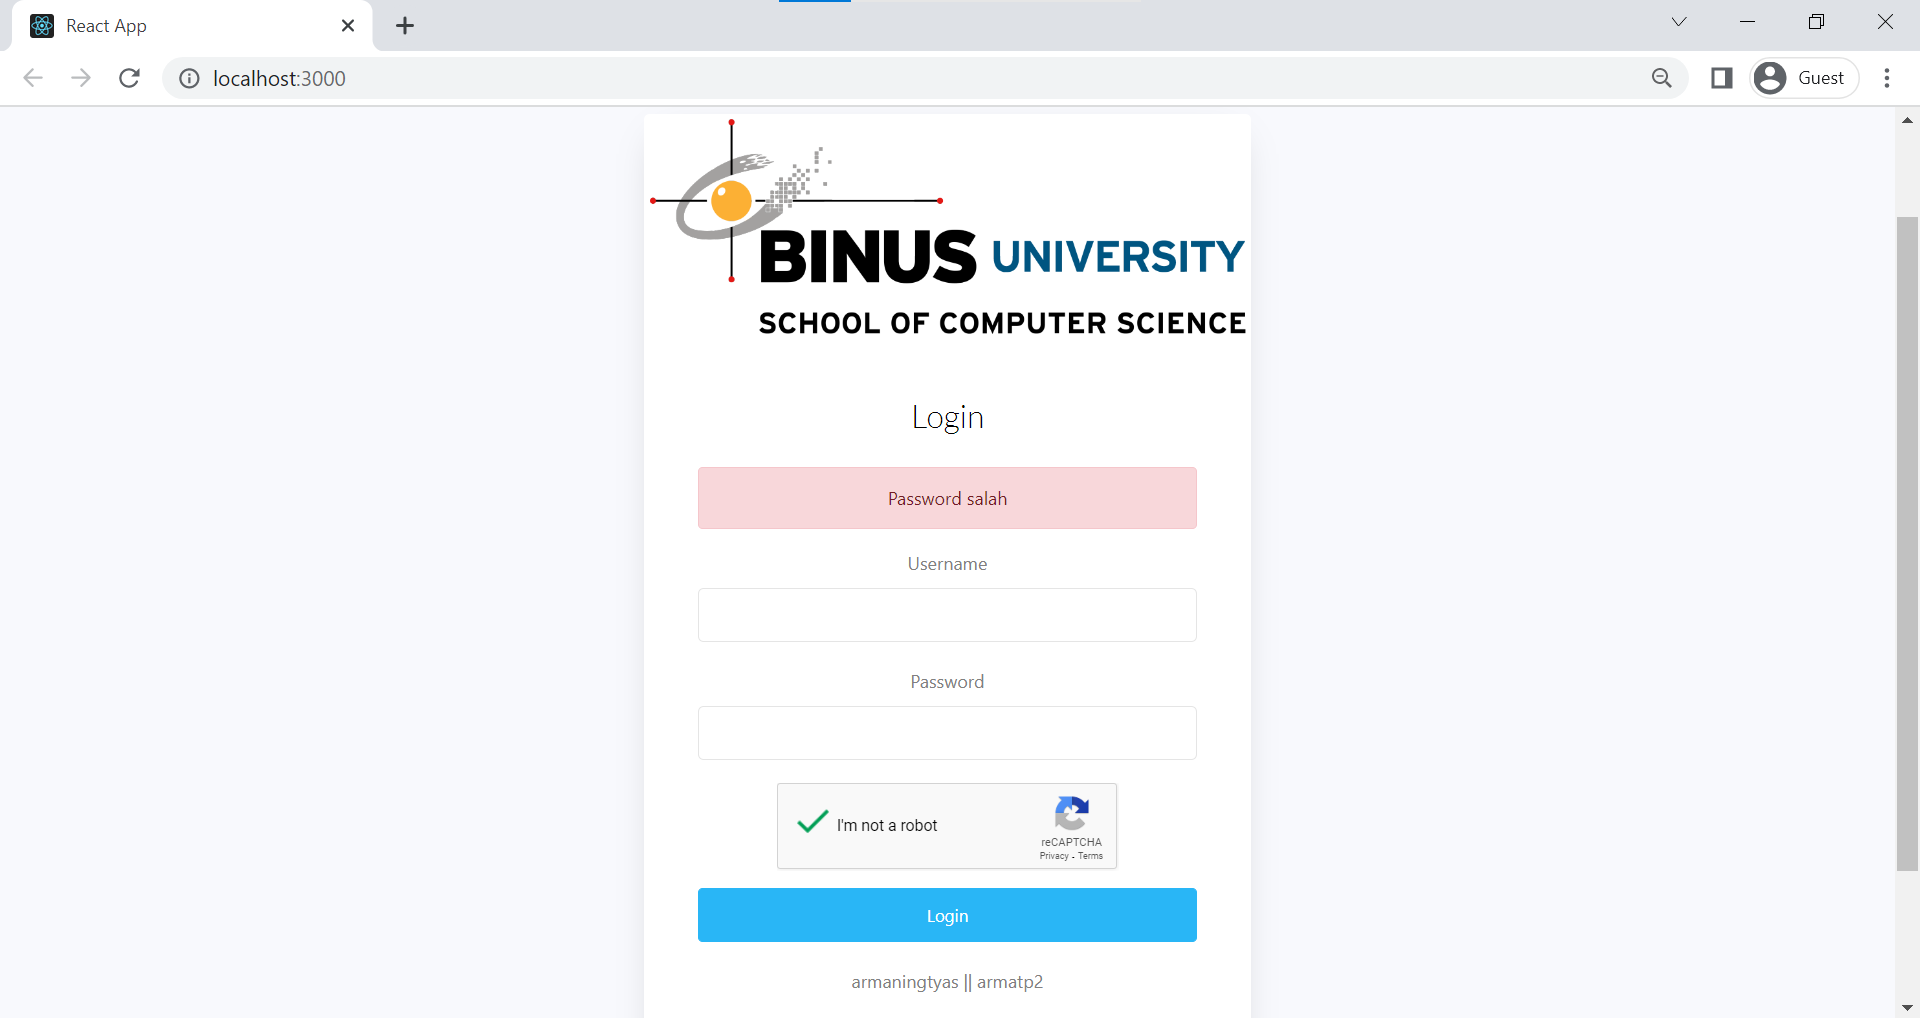 React App
localhost:3000
Guest
BINUS UNIVERSITY
SCHOOL OF COMPUTER SCIENCE
Login
Password salah
Username
Password
I'm not a robot
reCAPTCHA
Privacy - Terms
Login
armaningtyas || armatp2